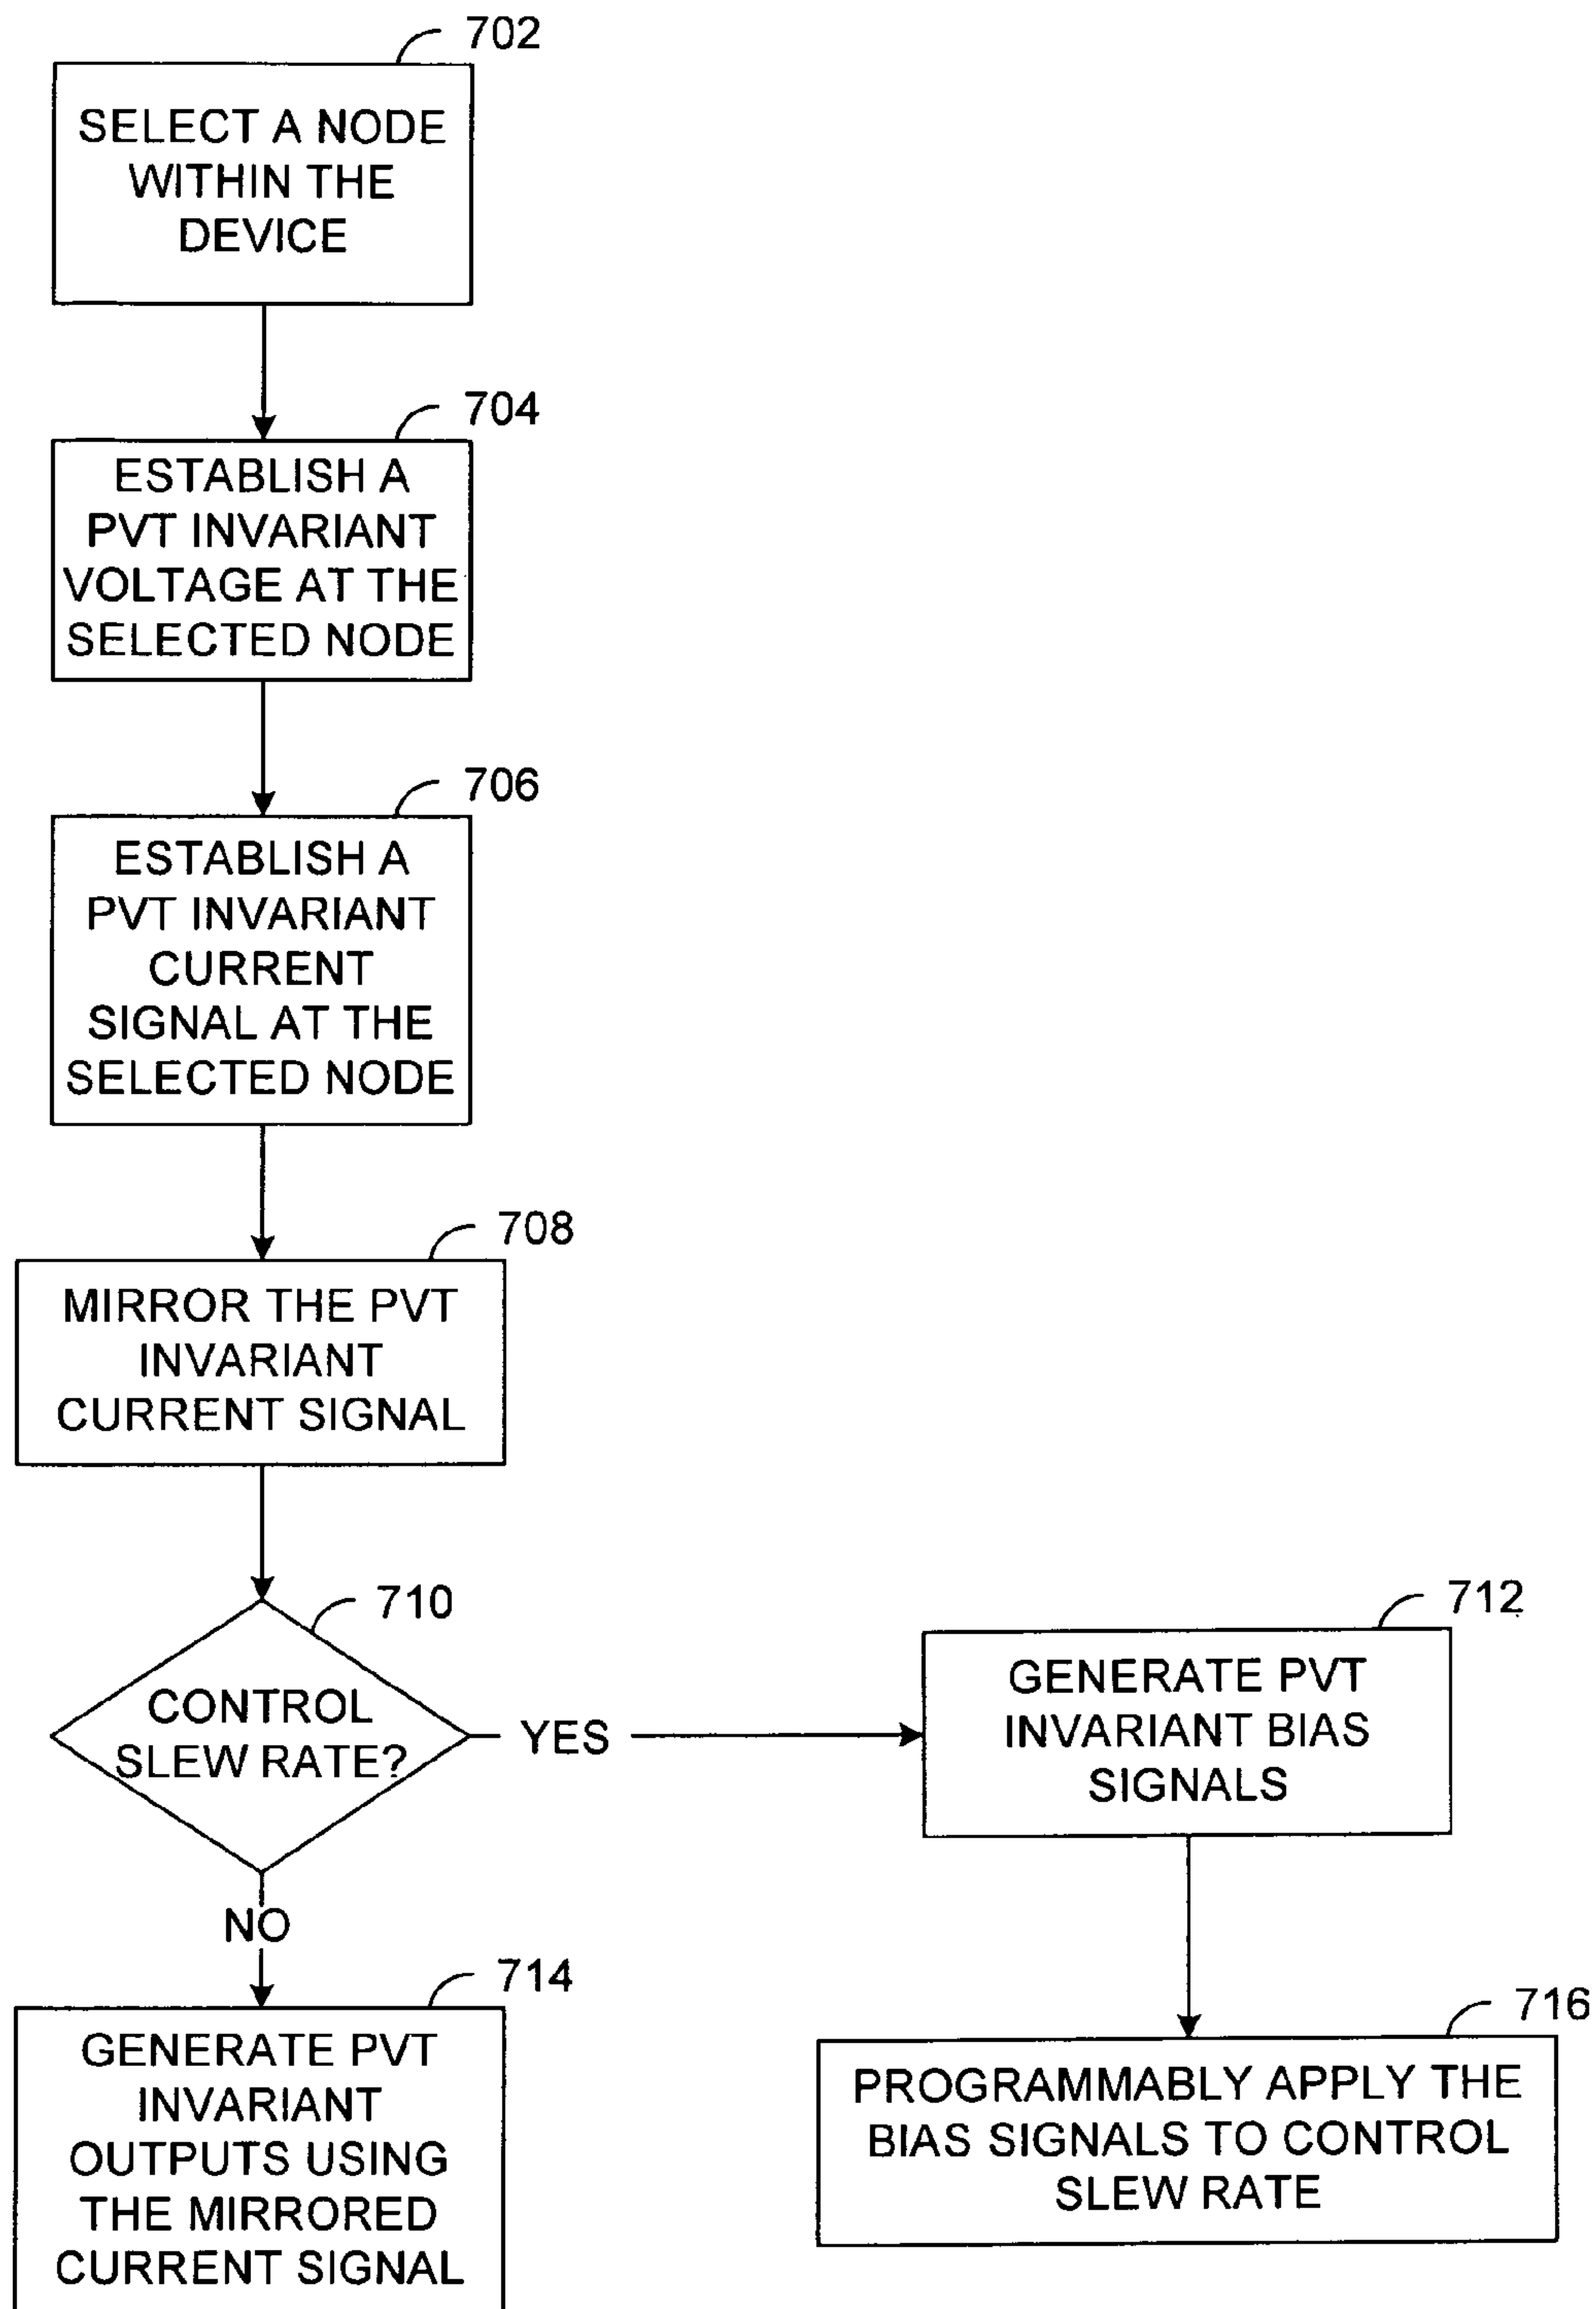 702
SELECT A NODE
WITHIN THE
DEVICE
704
ESTABLISH A
PVT INVARIANT
VOLTAGE AT THE
SELECTED NODE
706
ESTABLISH A
PVT INVARIANT
CURRENT
SIGNAL AT THE
SELECTED NODE
708
MIRROR THE PVT
INVARIANT
CURRENT SIGNAL
710
CONTROL
SLEW RATE?
YES
712
GENERATE PVT
INVARIANT BIAS
SIGNALS
NO
714
GENERATE PVT
INVARIANT
OUTPUTS USING
THE MIRRORED
CURRENT SIGNAL
716
PROGRAMMABLY APPLY THE
BIAS SIGNALS TO CONTROL
SLEW RATE